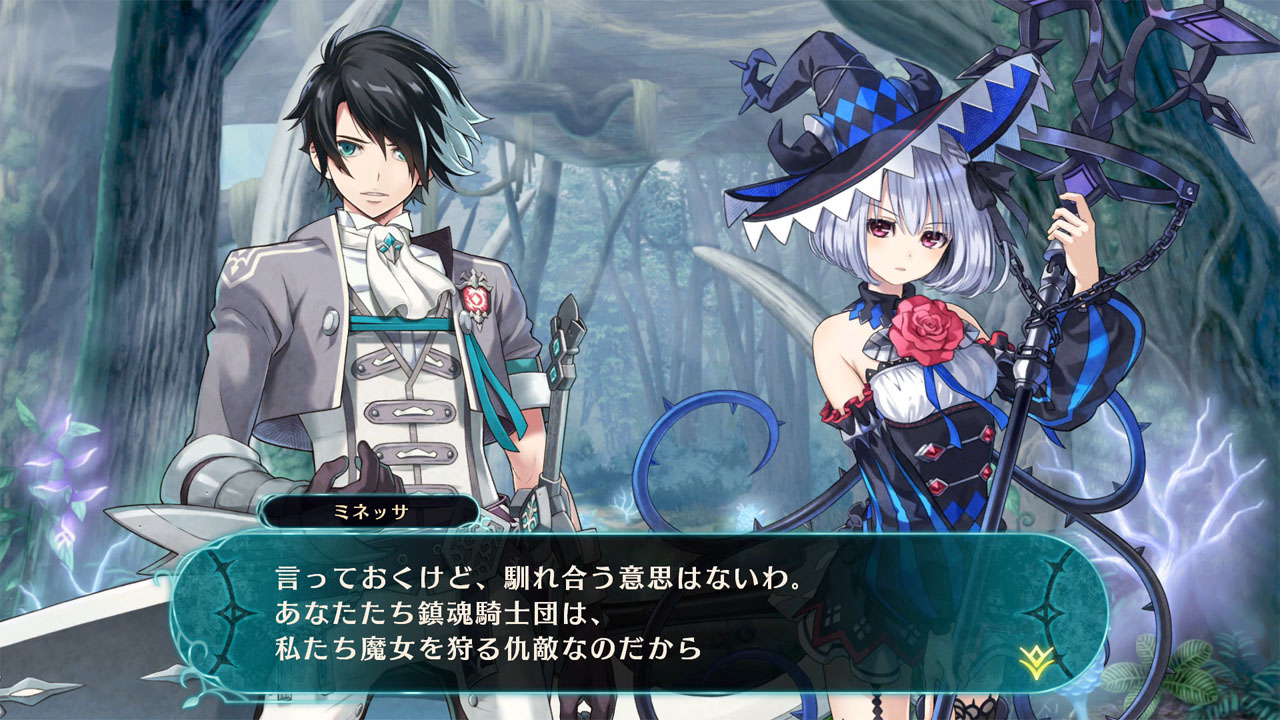 ミネッサ
言っておくけど、馴れ合う意思はないわ。
あなたたち鎮魂騎士団は、
私たち魔女を狩る仇敵なのだから